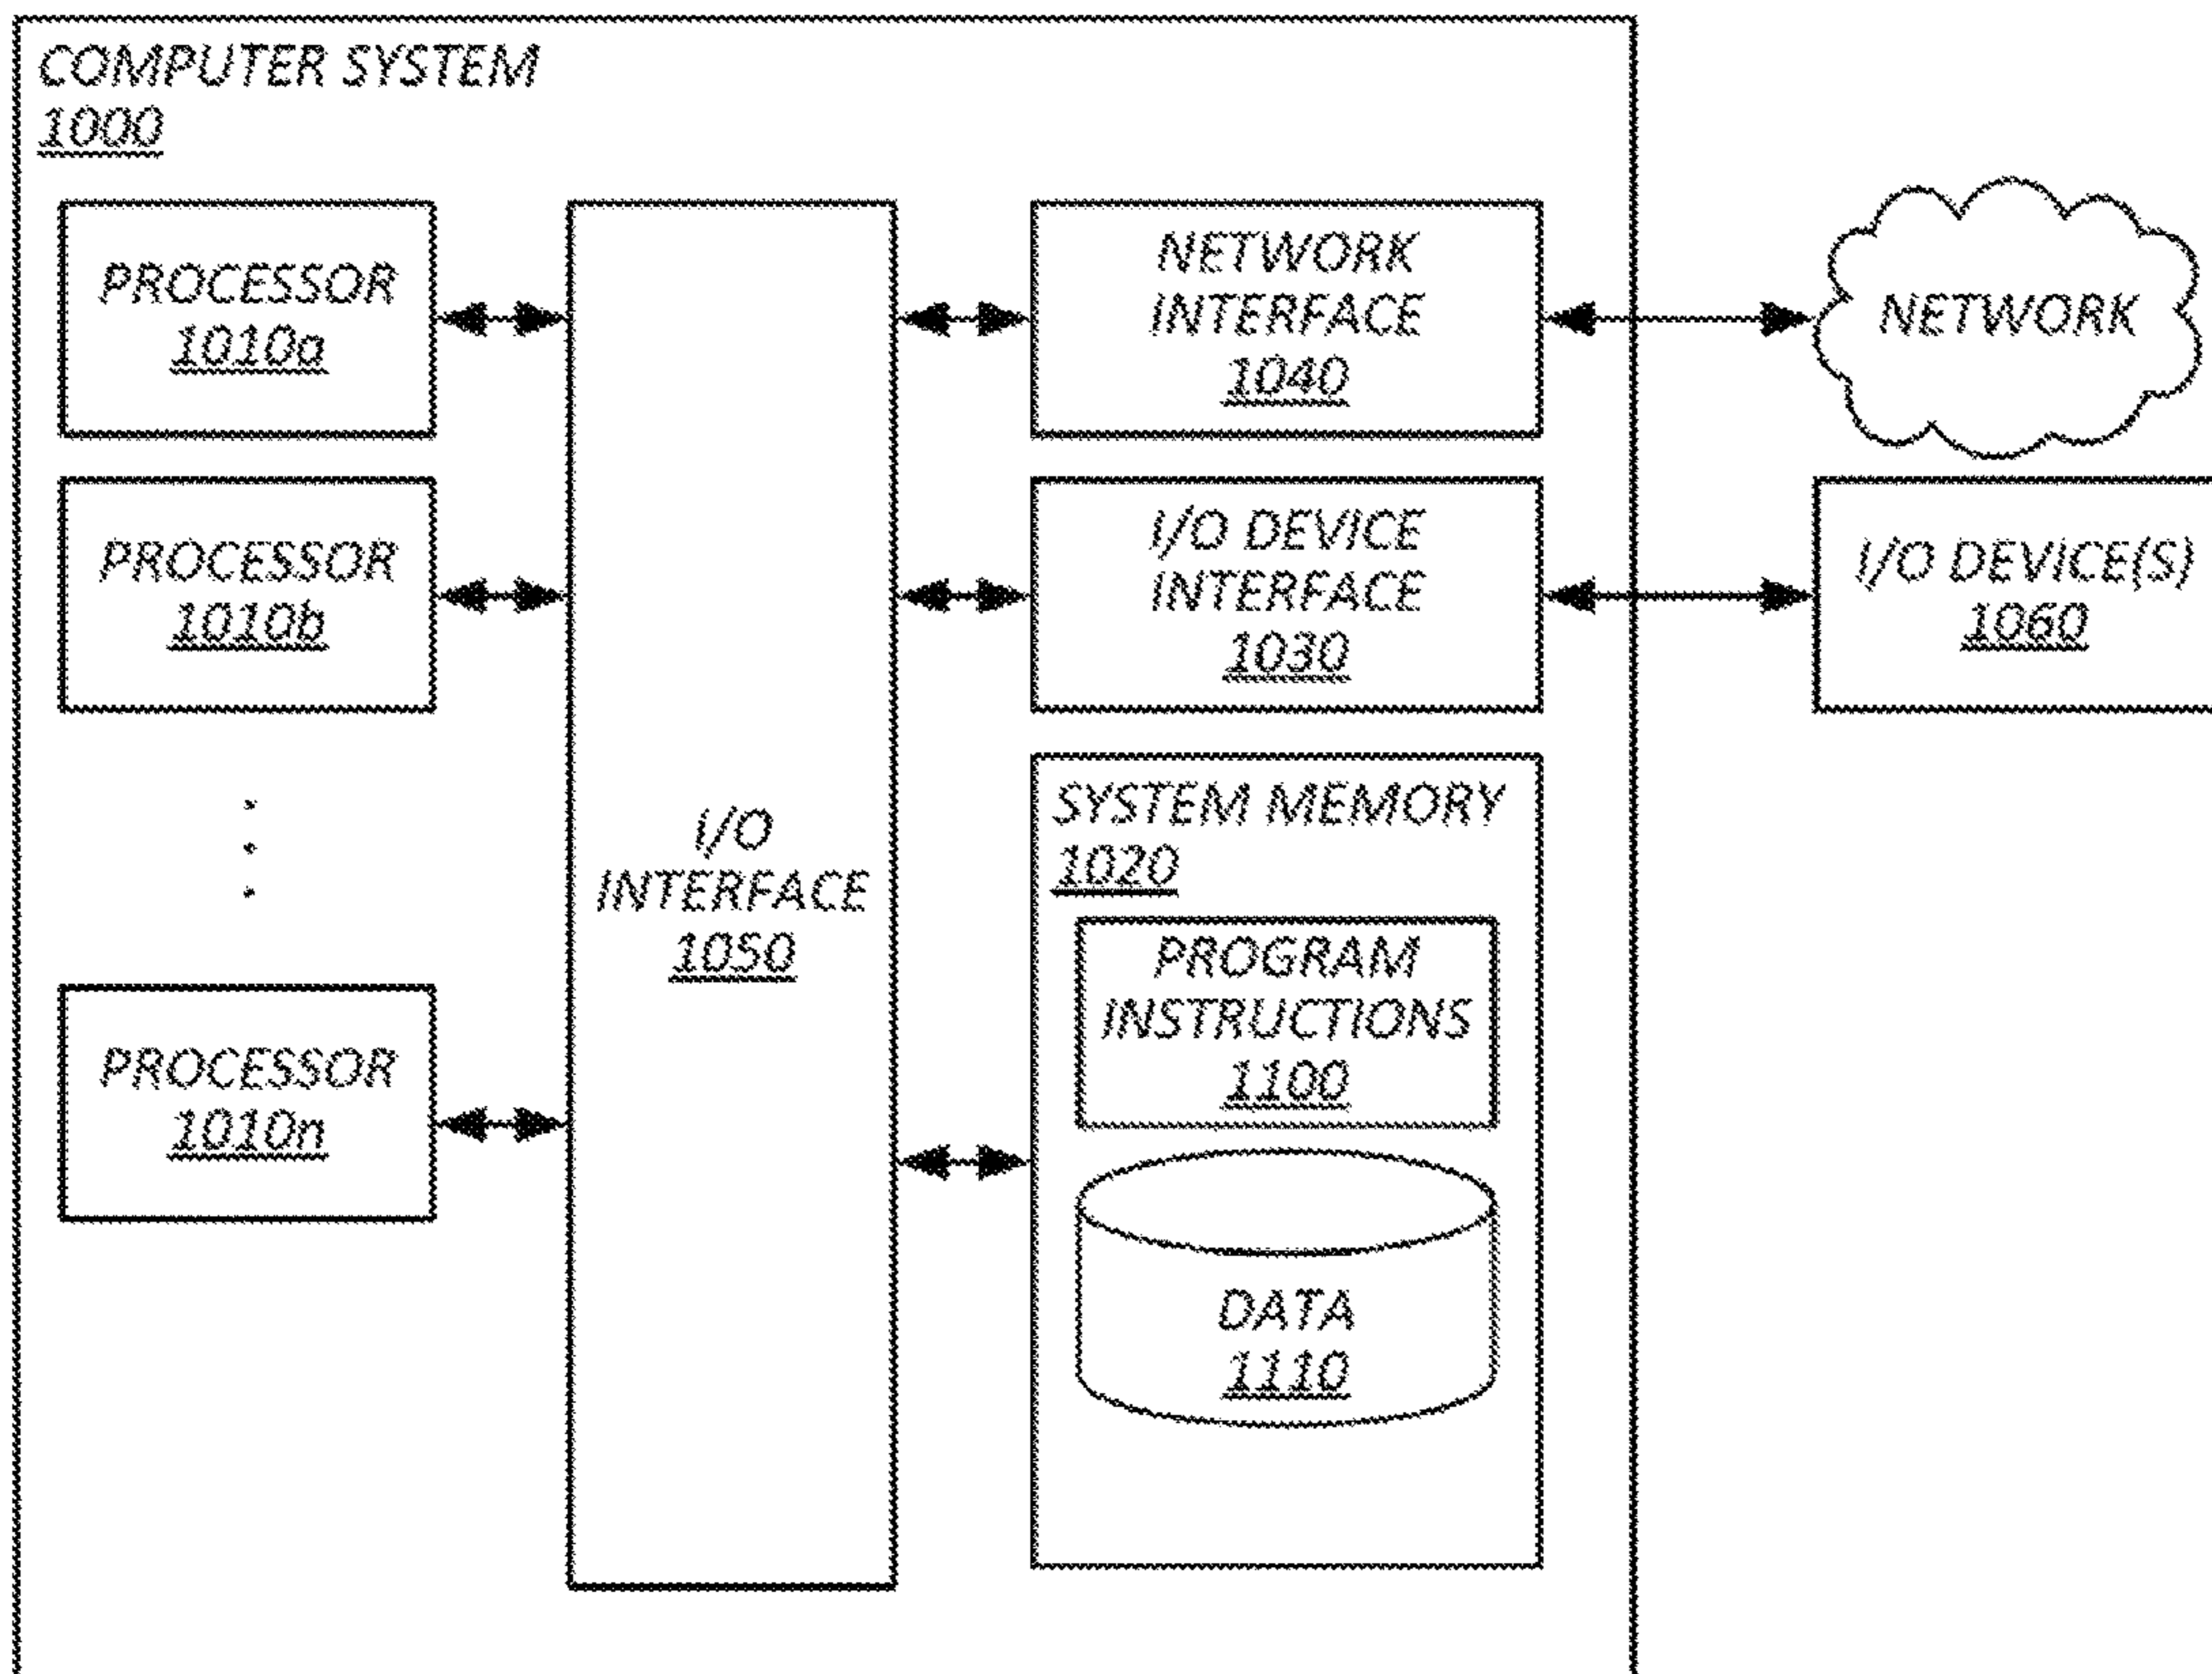 COMPUTER SYSTEM
1000
PROCESSOR
1010a
PROCESSOR
1010b
PROCESSOR
1010n
I/O
INTERFACE
1050
NETWORK
INTERFACE
1040
I/O DEVICE
INTERFACE
1030
SYSTEM MEMORY
1020
PROGRAM
INSTRUCTIONS
1100
DATA
1110
NETWORK
I/O DEVICE(S)
1060